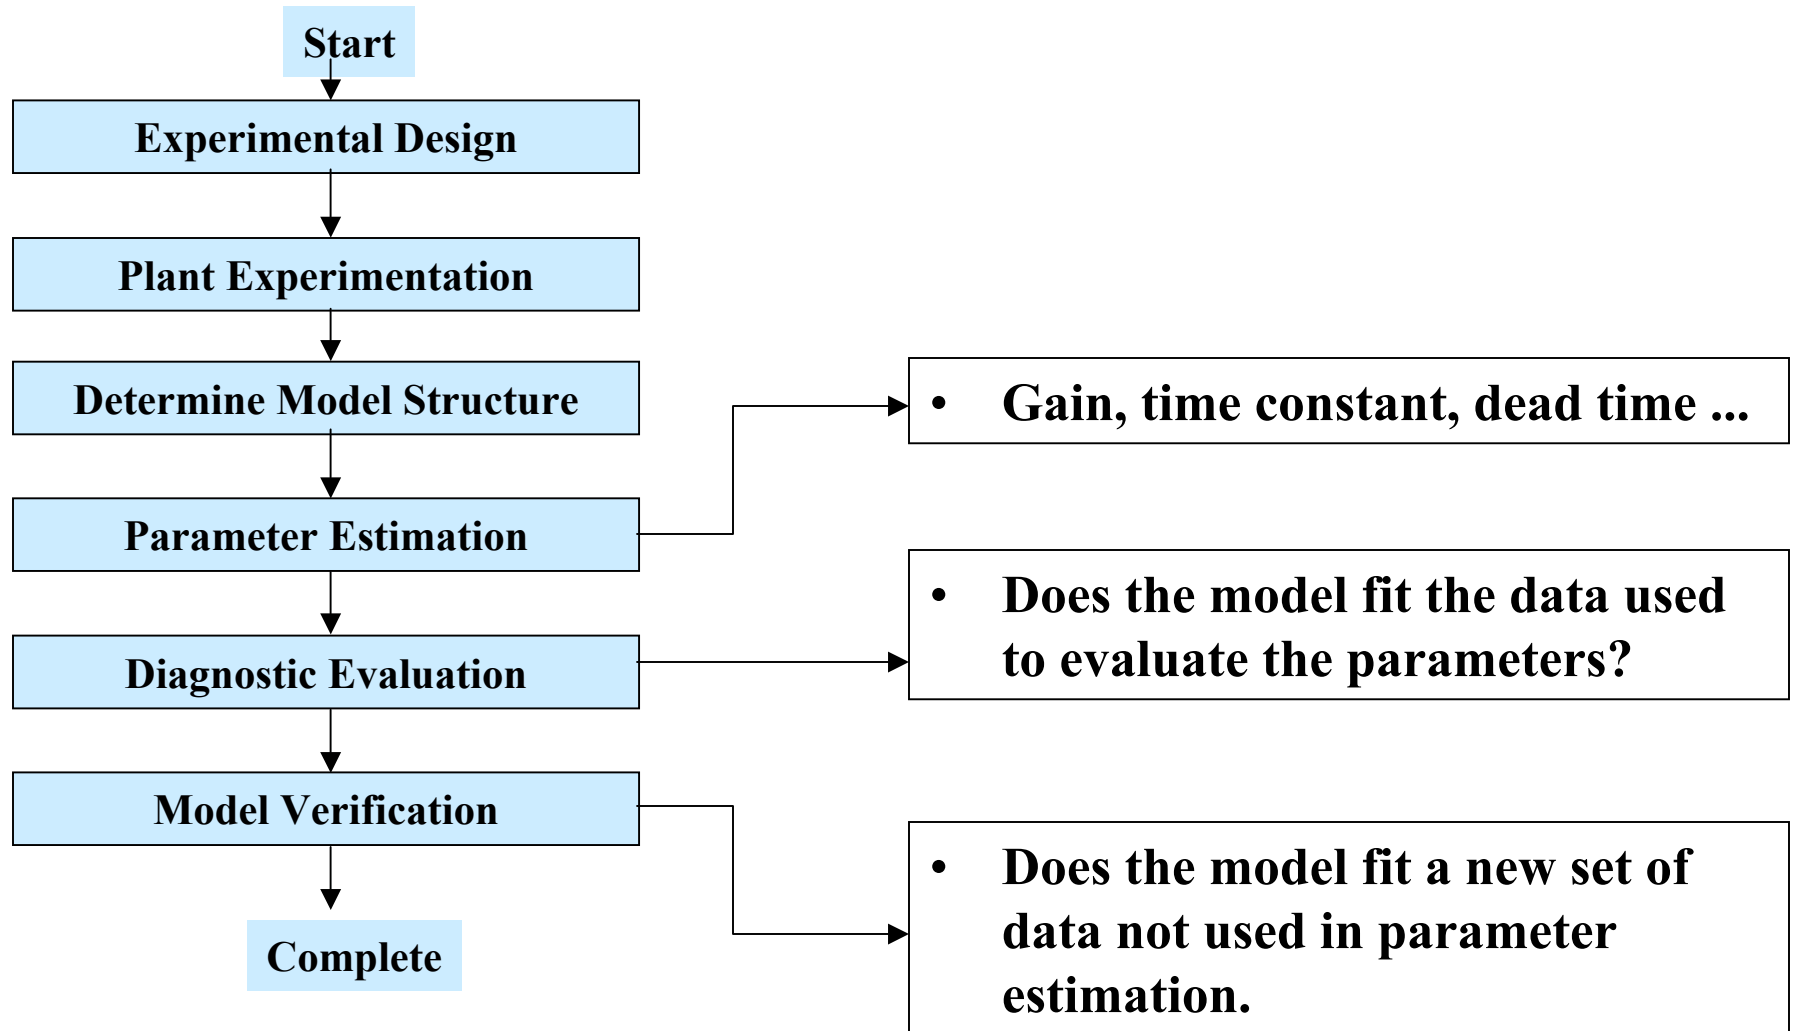 Start
Experimental Design
Plant Experimentation
Determine Model Structure
Parameter Estimation
Diagnostic Evaluation
Model Verification
Complete
• Gain, time constant, dead time ...
• Does the model fit the data used
to evaluate the parameters?
• Does the model fit a new set of
data not used in parameter
estimation.